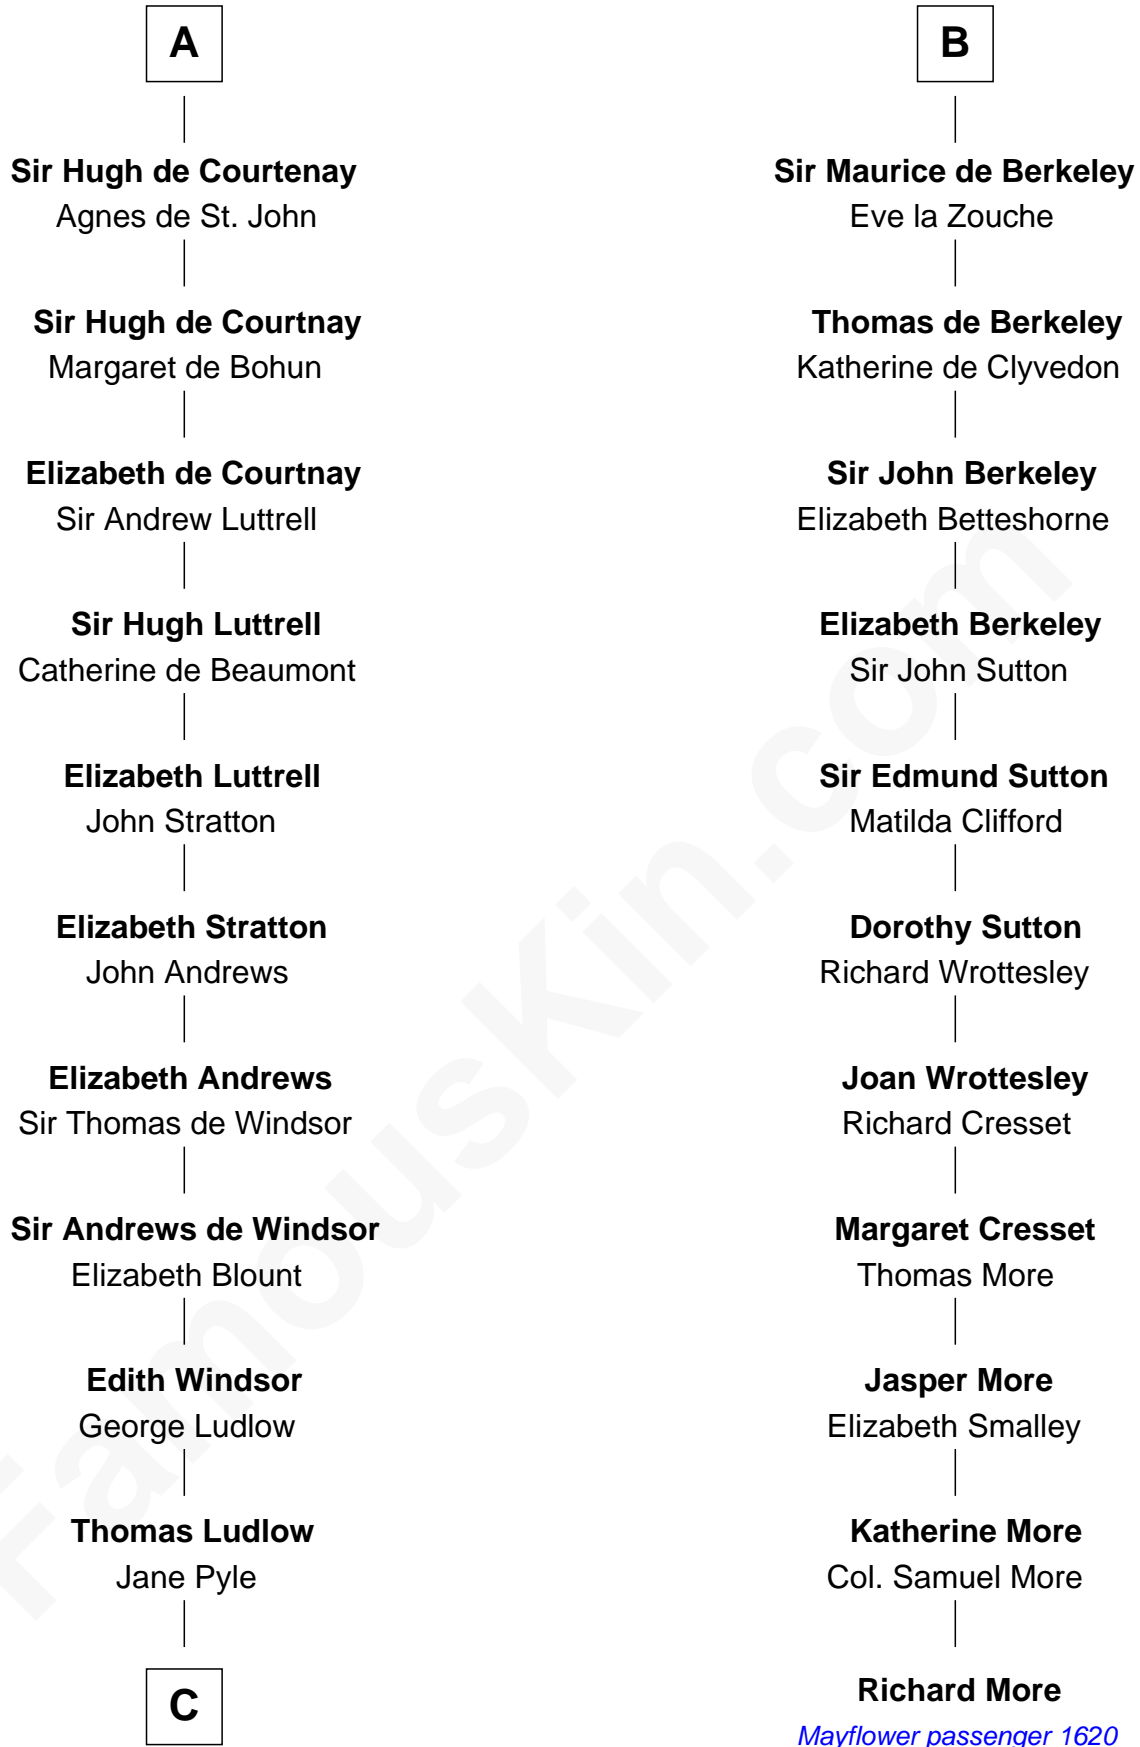 A
Sir Hugh de Courtenay
Agnes de St. John
Sir Hugh de Courtnay
Margaret de Bohun
Elizabeth de Courtnay
Sir Andrew Luttrell
Sir Hugh Luttrell
Catherine de Beaumont
Elizabeth Luttrell
John Stratton
Elizabeth Stratton
John Andrews
Elizabeth Andrews
Sir Thomas de Windsor
Sir Andrews de Windsor
Elizabeth Blount
Edith Windsor
George Ludlow
Thomas Ludlow
Jane Pyle
C
B
Sir Maurice de Berkeley
Eve la Zouche
Thomas de Berkeley
Katherine de Clyvedon
Sir John Berkeley
Elizabeth Betteshorne
Elizabeth Berkeley
Sir John Sutton
Sir Edmund Sutton
Matilda Clifford
Dorothy Sutton
Richard Wrottesley
Joan Wrottesley
Richard Cresset
Margaret Cresset
Thomas More
Jasper More
Elizabeth Smalley
Katherine More
Col. Samuel More
Richard More
Mayflower passenger 1620
FamousKin.com